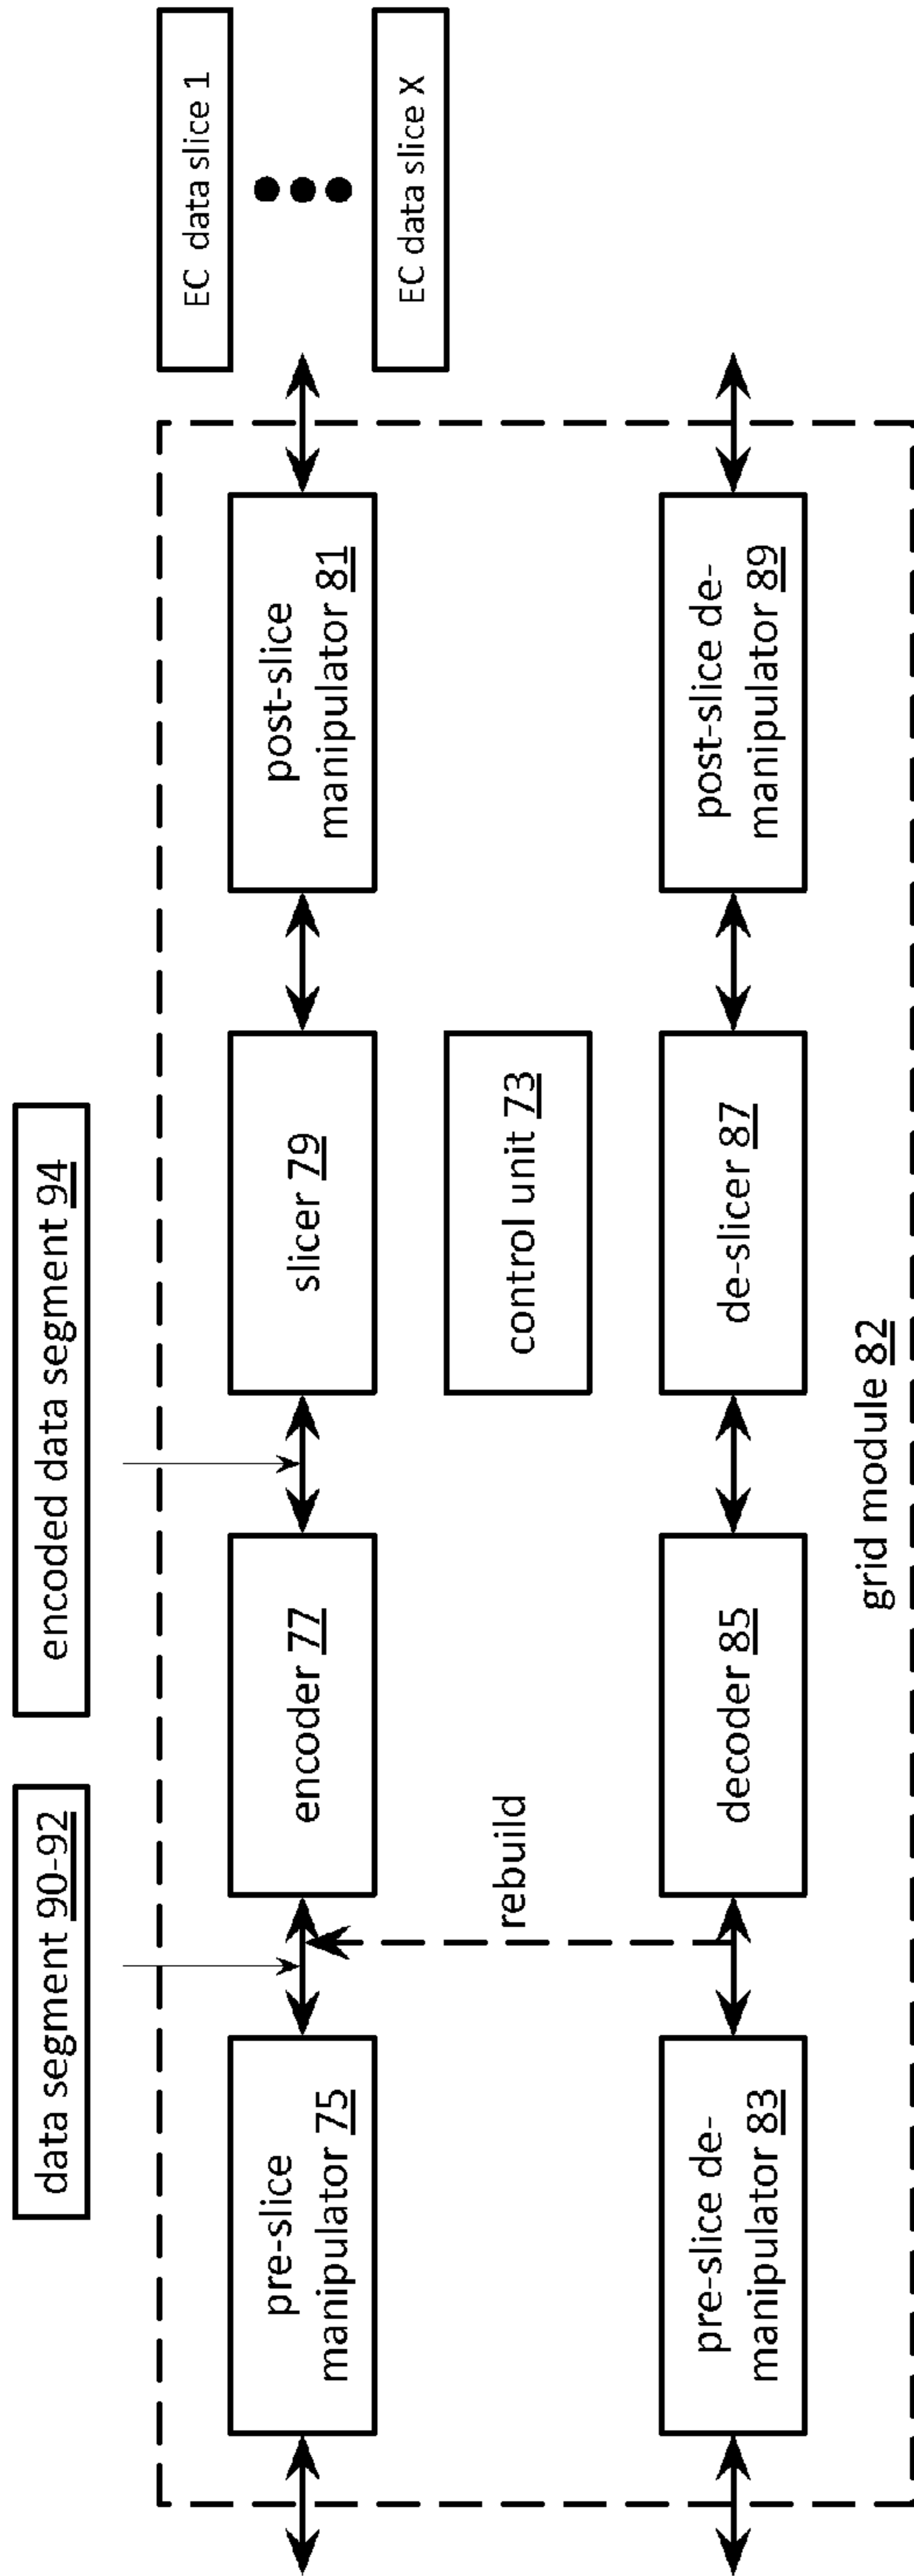 data segment 90-92
encoded data segment 94
EC data slice 1
EC data slice X
pre-slice
manipulator 75
encoder 77
slicer 79
post-slice
manipulator 81
rebuild
control unit 73
pre-slice de-
manipulator 83
decoder 85
de-slicer 87
post-slice de-
manipulator 89
grid module 82